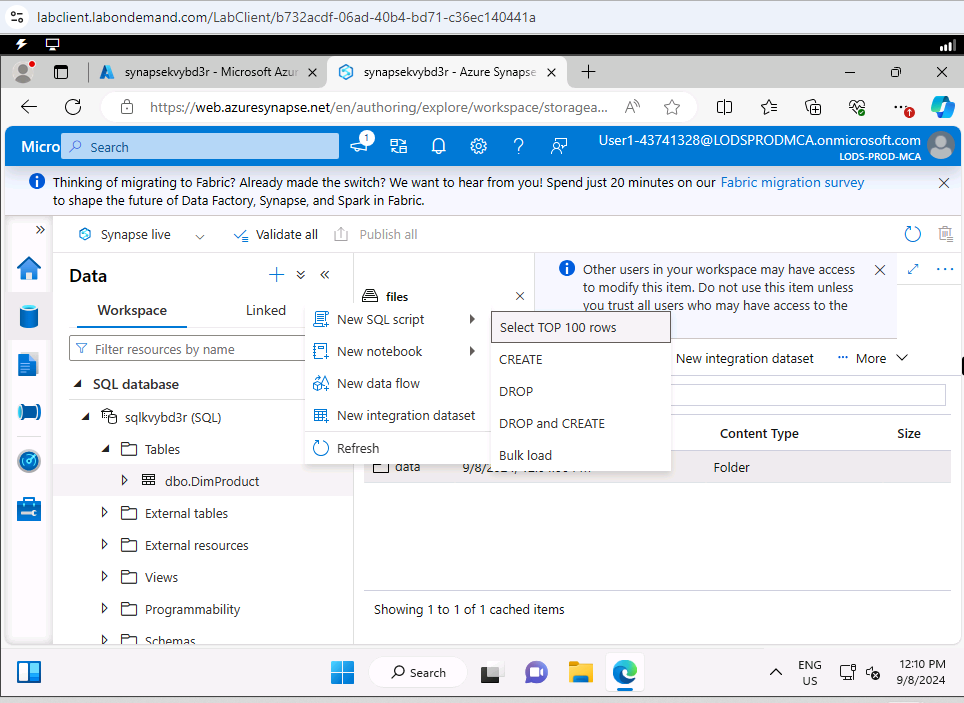 labclient.labondemand.com/LabClient/b732acdf-06ad-40b4-bd71-c36ec140441a
synapsekvybd3r - Microsoft Azur
synapsekvybd3r - Azure Synapse
https://web.azuresynapse.net/en/authoring/explore/workspace/storagea...
Micro
Search
1
User1-43741328@LODSPRODMCA.onmicrosoft.com
LODS-PROD-MCA
Thinking of migrating to Fabric? Already made the switch? We want to hear from you! Spend just 20 minutes on our Fabric migration survey
to shape the future of Data Factory, Synapse, and Spark in Fabric.
Synapse live
Validate all
Publish all
Data
Workspace
Linked
Filter resources by name
SQL database
sqlkvybd3r (SQL)
Tables
dbo.DimProduct
External tables
External resources
Views
Programmability
Schemas
files
Other users in your workspace may have access
to modify this item. Do not use this item unless
you trust all users who may have access to the
New SQL script
New notebook
New data flow
New integration dataset
Refresh
Select TOP 100 rows
CREATE
DROP
DROP and CREATE
Bulk load
New integration dataset
More
Content Type
Size
data
Folder
Showing 1 to 1 of 1 cached items
Search
ENG
US
12:10 PM
9/8/2024